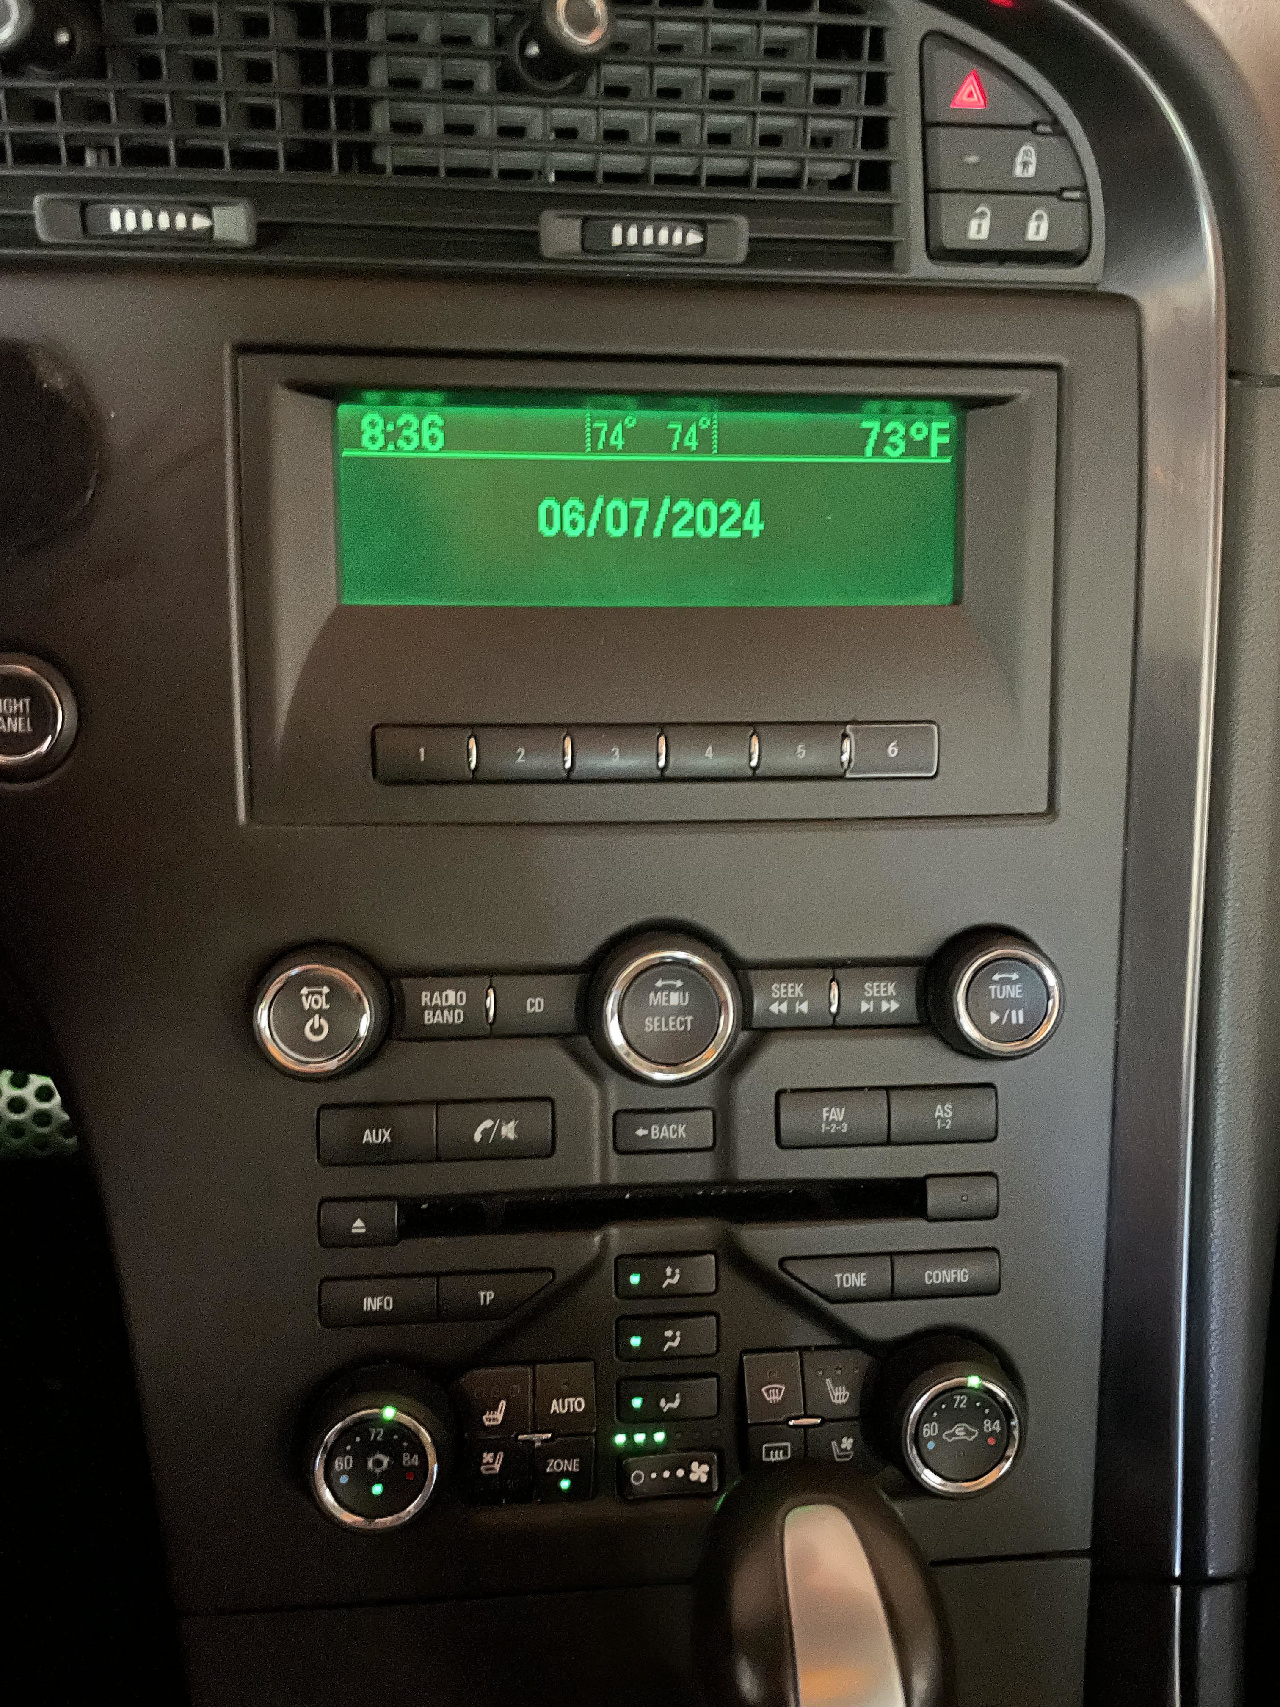 8:36 74° 74° 73°F
06/07/2024
1 2 3 4 5 6
VOL
RADIO
BAND
CD
MENU
SELECT
SEEK
SEEK
TUNE
AUX
BACK
FAV
1-2-3
AS
1-2
INFO
TP
TONE
CONFIG
AUTO
ZONE
72
60 84
72
60 84